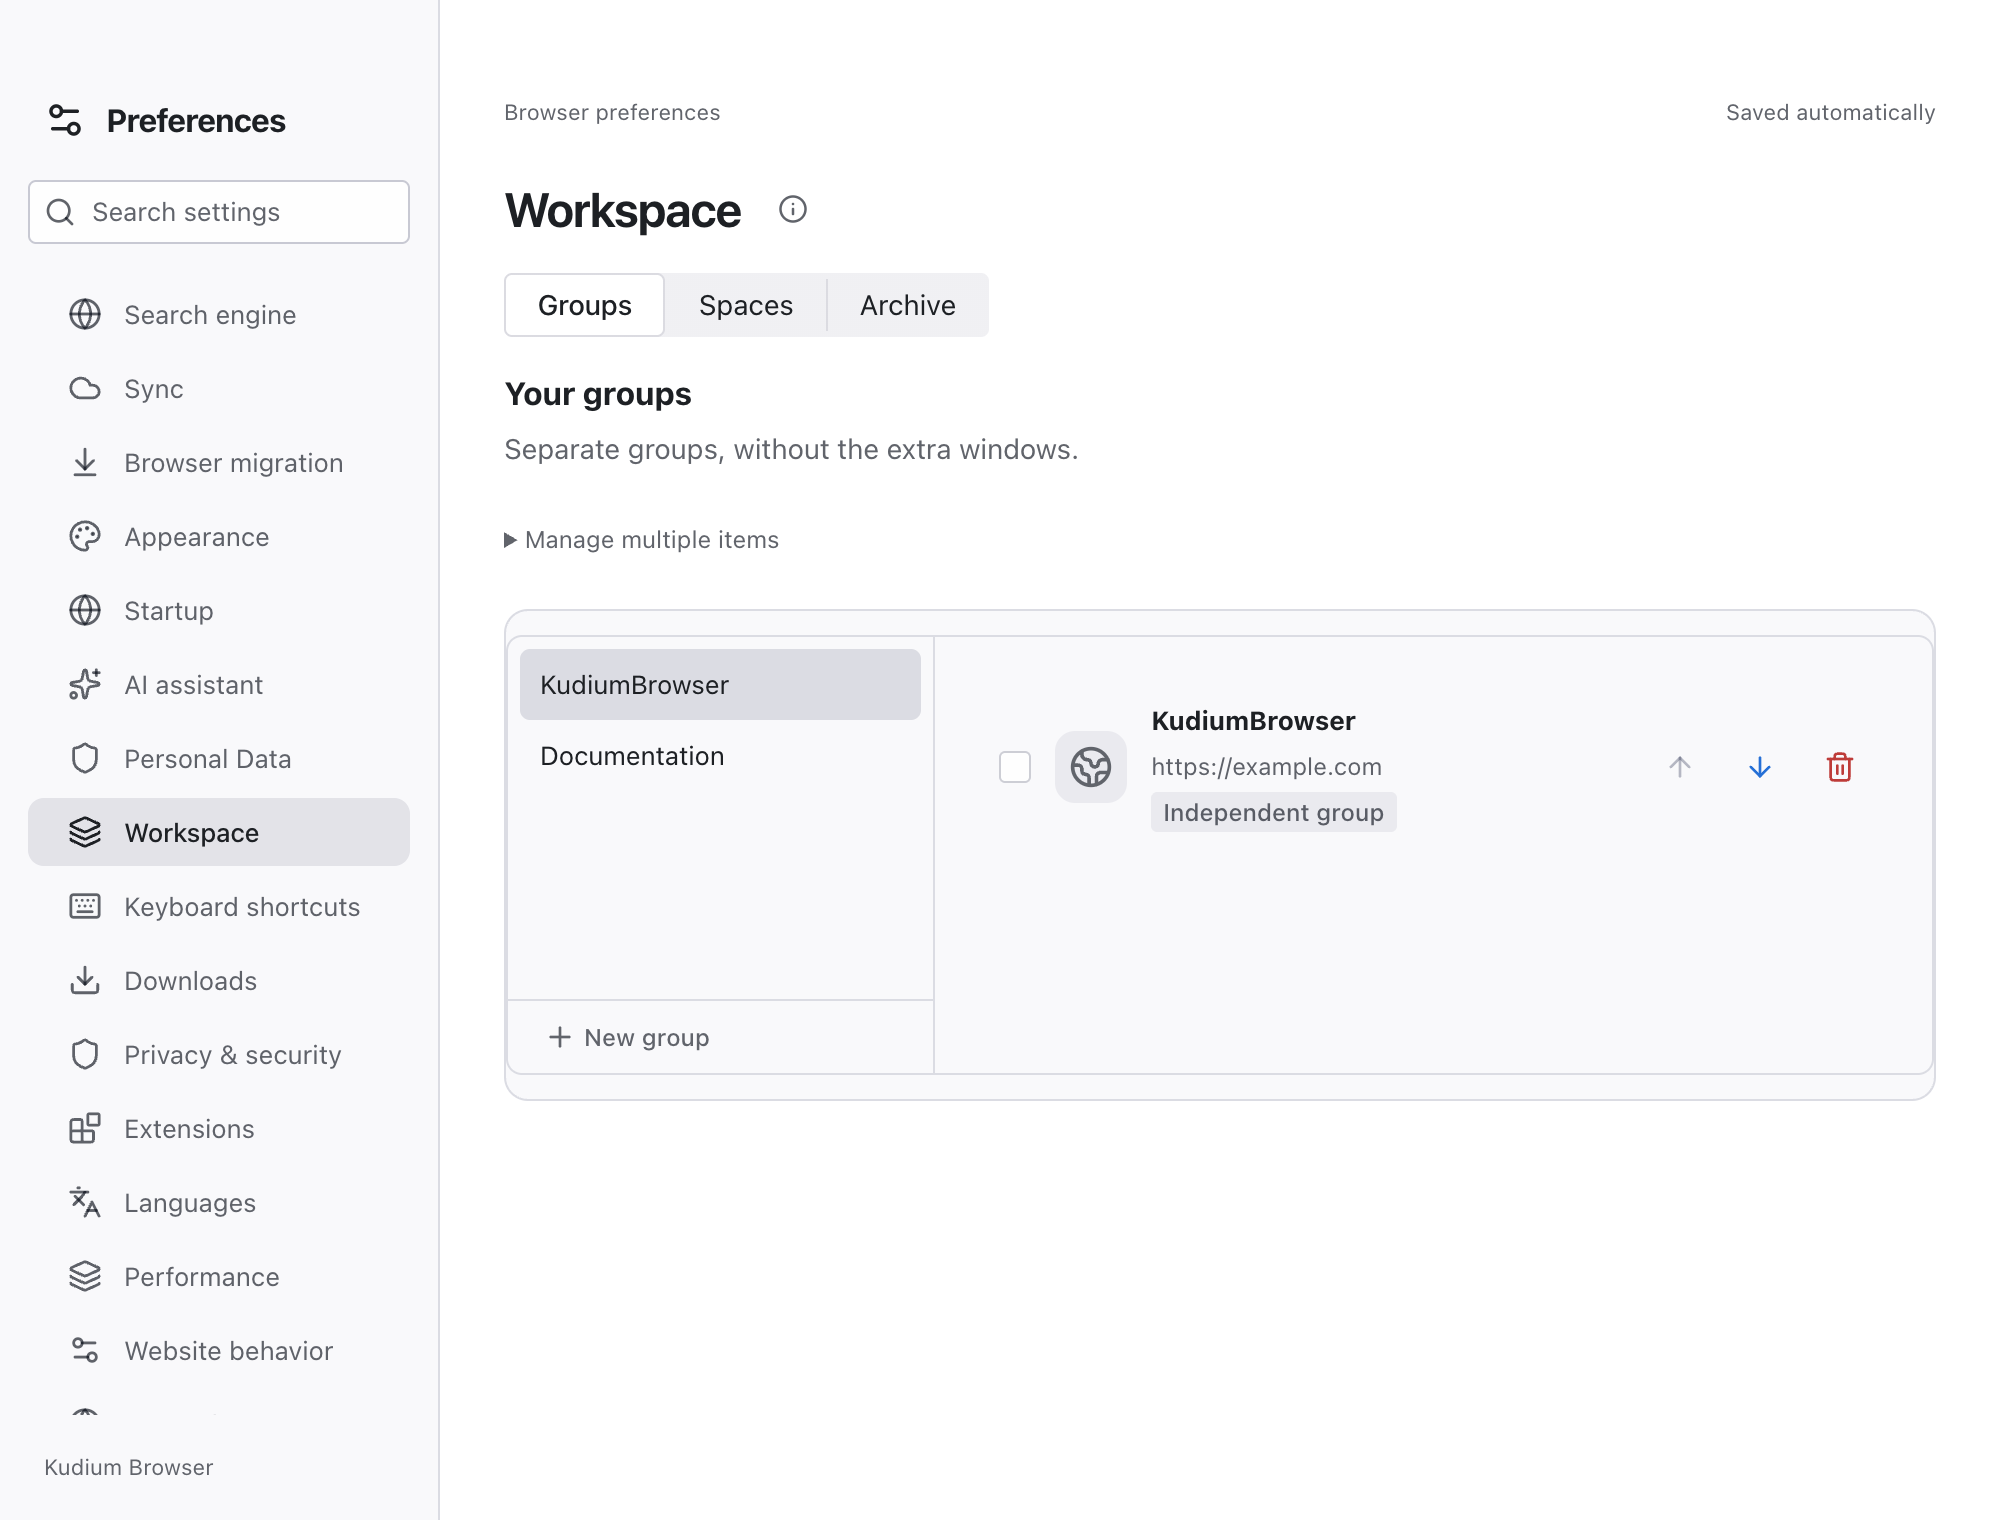 Preferences
Search settings
Search engine
Sync
Browser migration
Appearance
Startup
AI assistant
Personal Data
Workspace
Keyboard shortcuts
Downloads
Privacy & security
Extensions
Languages
Performance
Website behavior
Kudium Browser
Browser preferences
Saved automatically
Workspace
Groups
Spaces
Archive
Your groups
Separate groups, without the extra windows.
Manage multiple items
KudiumBrowser
Documentation
New group
KudiumBrowser
https://example.com
Independent group